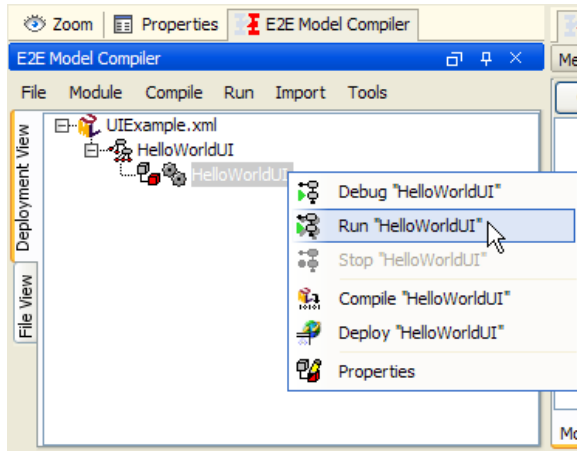 Zoom Properties E2E Model Compiler
E2E Model Compiler Me
File Module Compile Run Import Tools
Deployment View
File View
UIExample.xml
HelloWorldUI
HelloWorldUI
Debug "HelloWorldUI"
Run "HelloWorldUI"
Stop "HelloWorldUI"
Compile "HelloWorldUI"
Deploy "HelloWorldUI"
Properties
Mo